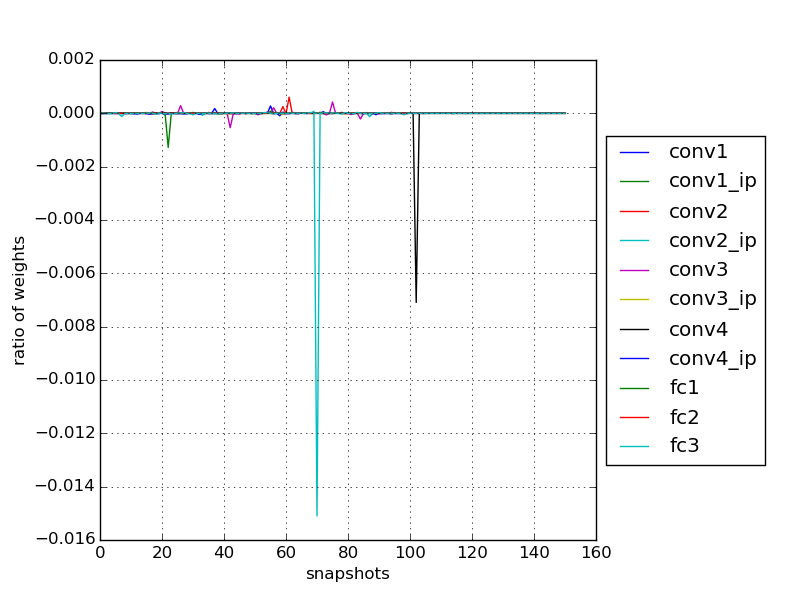 0.002
0.000
−0.002
−0.004
−0.006
−0.008
−0.010
−0.012
−0.014
−0.016
ratio of weights
0 20 40 60 80 100 120 140 160
snapshots
conv1
conv1_ip
conv2
conv2_ip
conv3
conv3_ip
conv4
conv4_ip
fc1
fc2
fc3